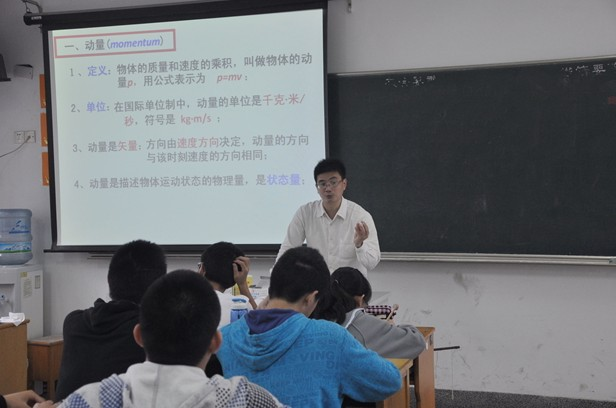 一、动量(momentum)
1、定义：物体的质量和速度的乘积，叫做物体的动
量p，用公式表示为 p=mv；
2、单位：在国际单位制中，动量的单位是千克·米/
秒，符号是 kg·m/s ；
3、动量是矢量：方向由速度方向决定，动量的方向
与该时刻速度的方向相同；
4、动量是描述物体运动状态的物理量，是状态量；
VING